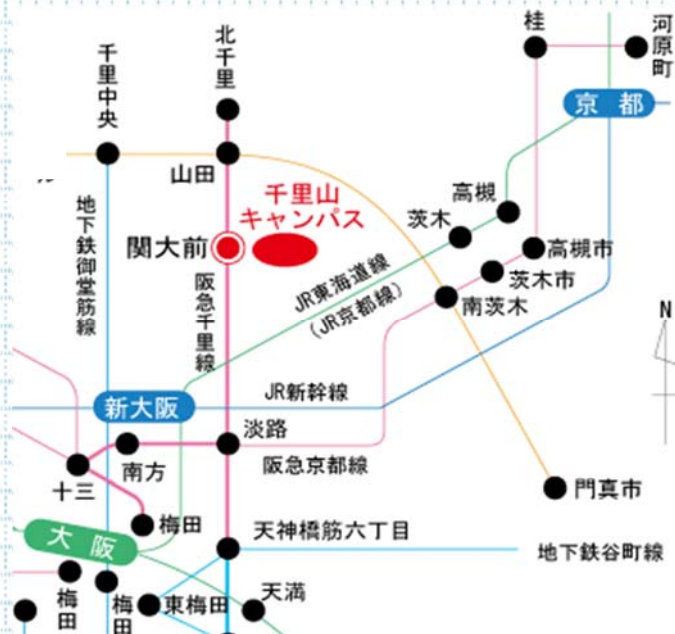 桂
河原町
北千里
千里中央
京都
山田
高槻
千里山
キャンパス
茨木
地下鉄御堂筋線
関大前
高槻市
JR東海道線
(JR京都線)
茨木市
阪急千里線
南茨木
N
JR新幹線
新大阪
淡路
阪急京都線
南方
十三
門真市
梅田
大阪
天神橋筋六丁目
地下鉄谷町線
天満
梅田
梅田
東梅田